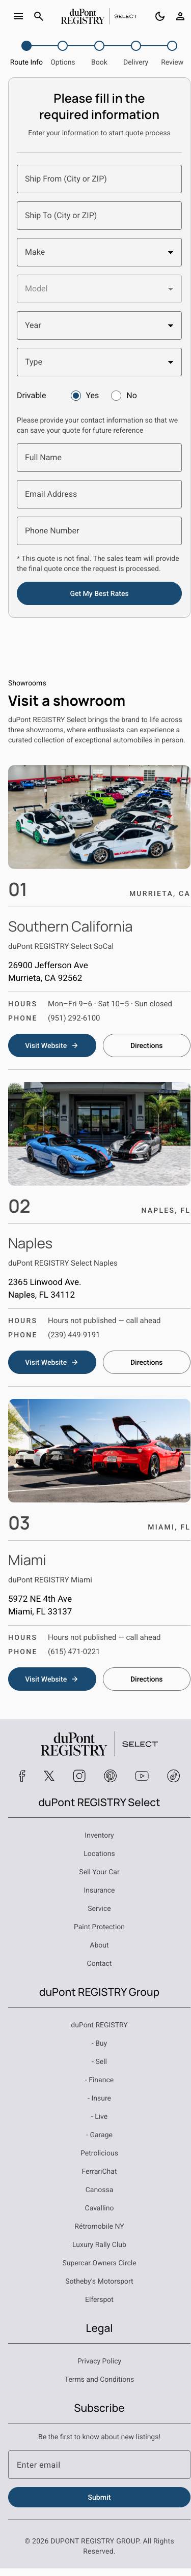 duPont REGISTRY SELECT
Route Info Options Book Delivery Review
Please fill in the
required information
Enter your information to start quote process
Ship From (City or ZIP)
Ship To (City or ZIP)
Make
Model
Year
Type
Drivable Yes No
Please provide your contact information so that we
can save your quote for future reference
Full Name
Email Address
Phone Number
* This quote is not final. The sales team will provide
the final quote once the request is processed.
Get My Best Rates
Showrooms
Visit a showroom
duPont REGISTRY Select brings the brand to life across
three showrooms, where enthusiasts can experience a
curated collection of exceptional automobiles in person.
01 MURRIETA, CA
Southern California
duPont REGISTRY Select SoCal
26900 Jefferson Ave
Murrieta, CA 92562
HOURS Mon–Fri 9–6 · Sat 10–5 · Sun closed
PHONE (951) 292-6100
Visit Website → Directions
02 NAPLES, FL
Naples
duPont REGISTRY Select Naples
2365 Linwood Ave.
Naples, FL 34112
HOURS Hours not published — call ahead
PHONE (239) 449-9191
Visit Website → Directions
03 MIAMI, FL
Miami
duPont REGISTRY Miami
5972 NE 4th Ave
Miami, FL 33137
HOURS Hours not published — call ahead
PHONE (615) 471-0221
Visit Website → Directions
duPont REGISTRY SELECT
duPont REGISTRY Select
Inventory
Locations
Sell Your Car
Insurance
Service
Paint Protection
About
Contact
duPont REGISTRY Group
duPont REGISTRY
- Buy
- Sell
- Finance
- Insure
- Live
- Garage
Petrolicious
FerrariChat
Canossa
Cavallino
Rétromobile NY
Luxury Rally Club
Supercar Owners Circle
Sotheby's Motorsport
Elferspot
Legal
Privacy Policy
Terms and Conditions
Subscribe
Be the first to know about new listings!
Enter email
Submit
© 2026 DUPONT REGISTRY GROUP. All Rights
Reserved.